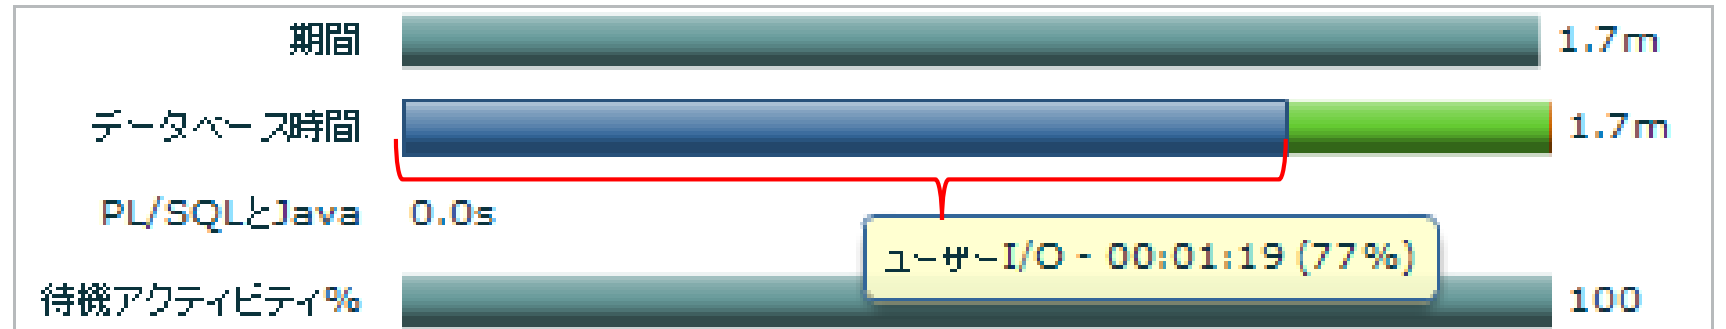 期間 1.7m
データベース時間 1.7m
PL/SQLとJava 0.0s
ユーザーI/O - 00:01:19 (77%)
待機アクティビティ% 100